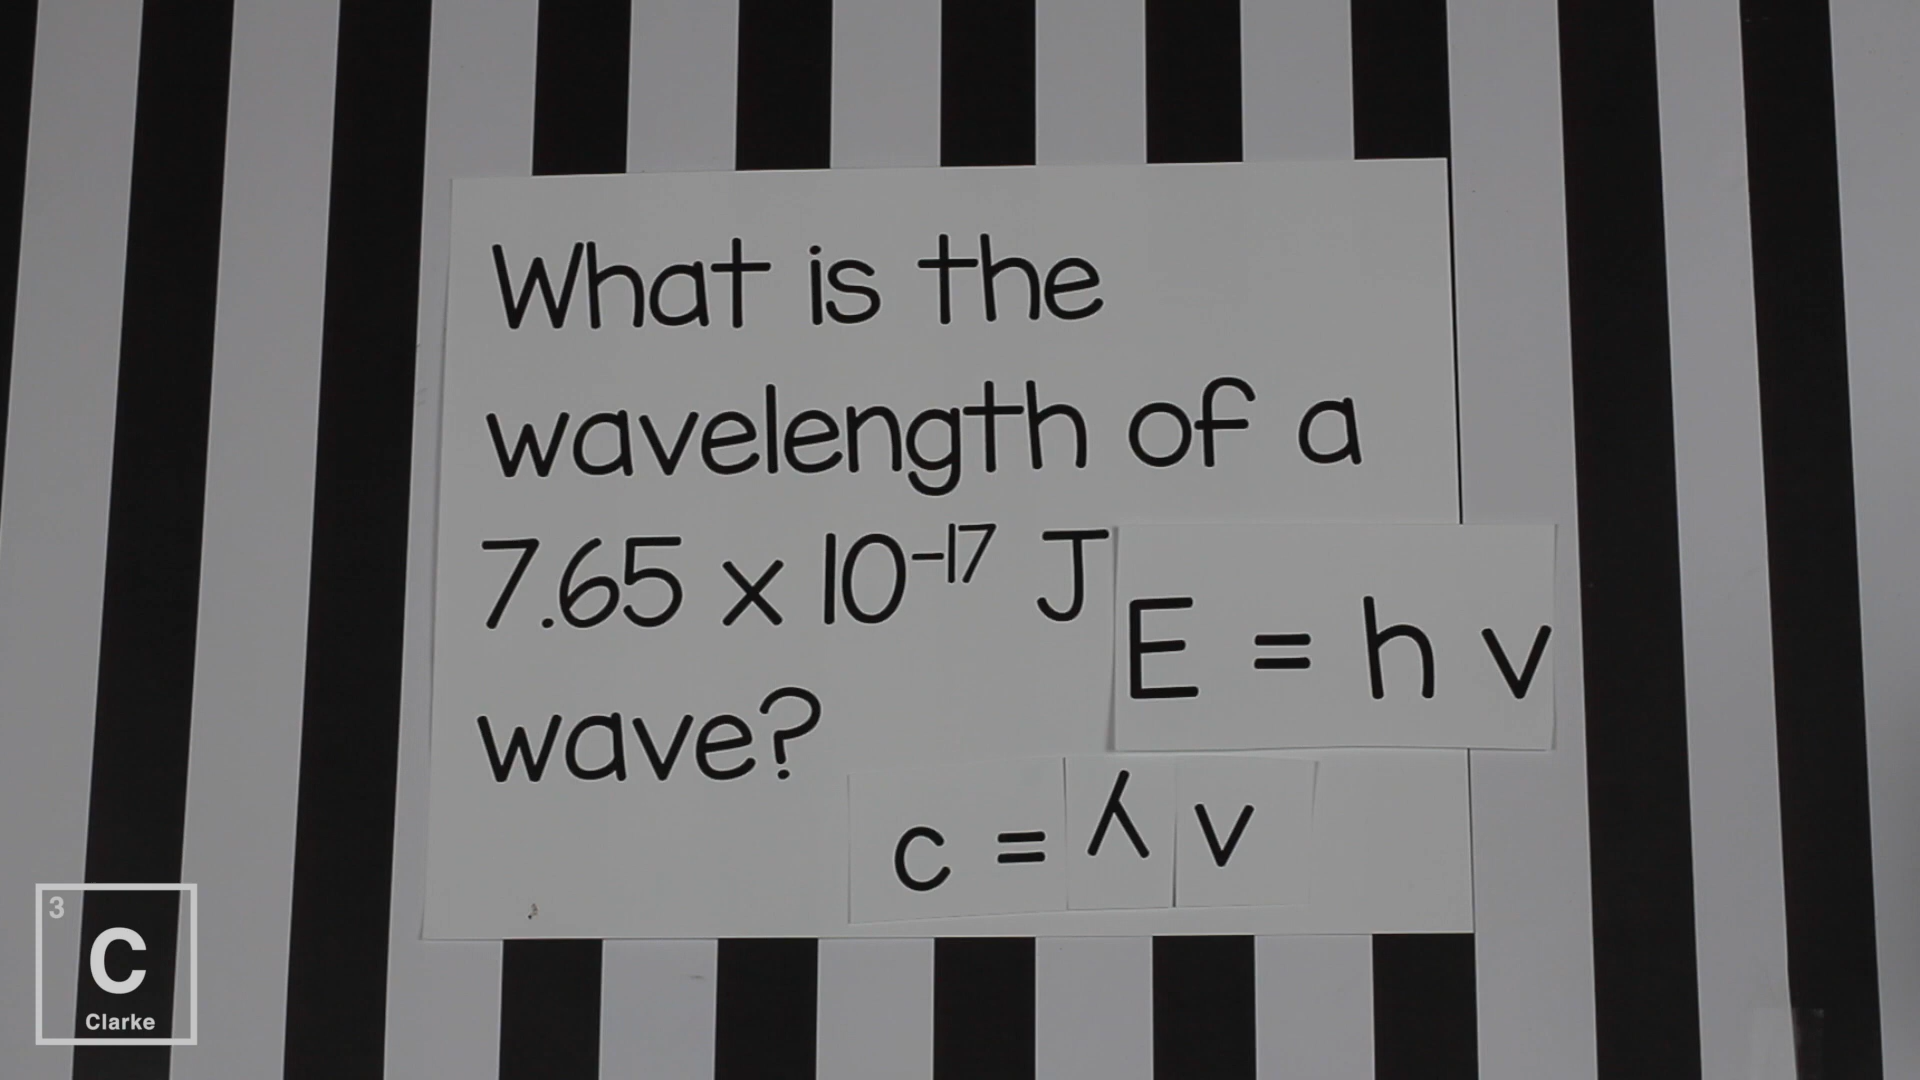 What is the
wavelength of a
7.65 x 10⁻¹⁷ J
wave?
E = h v
c = λ v
3
C
Clarke